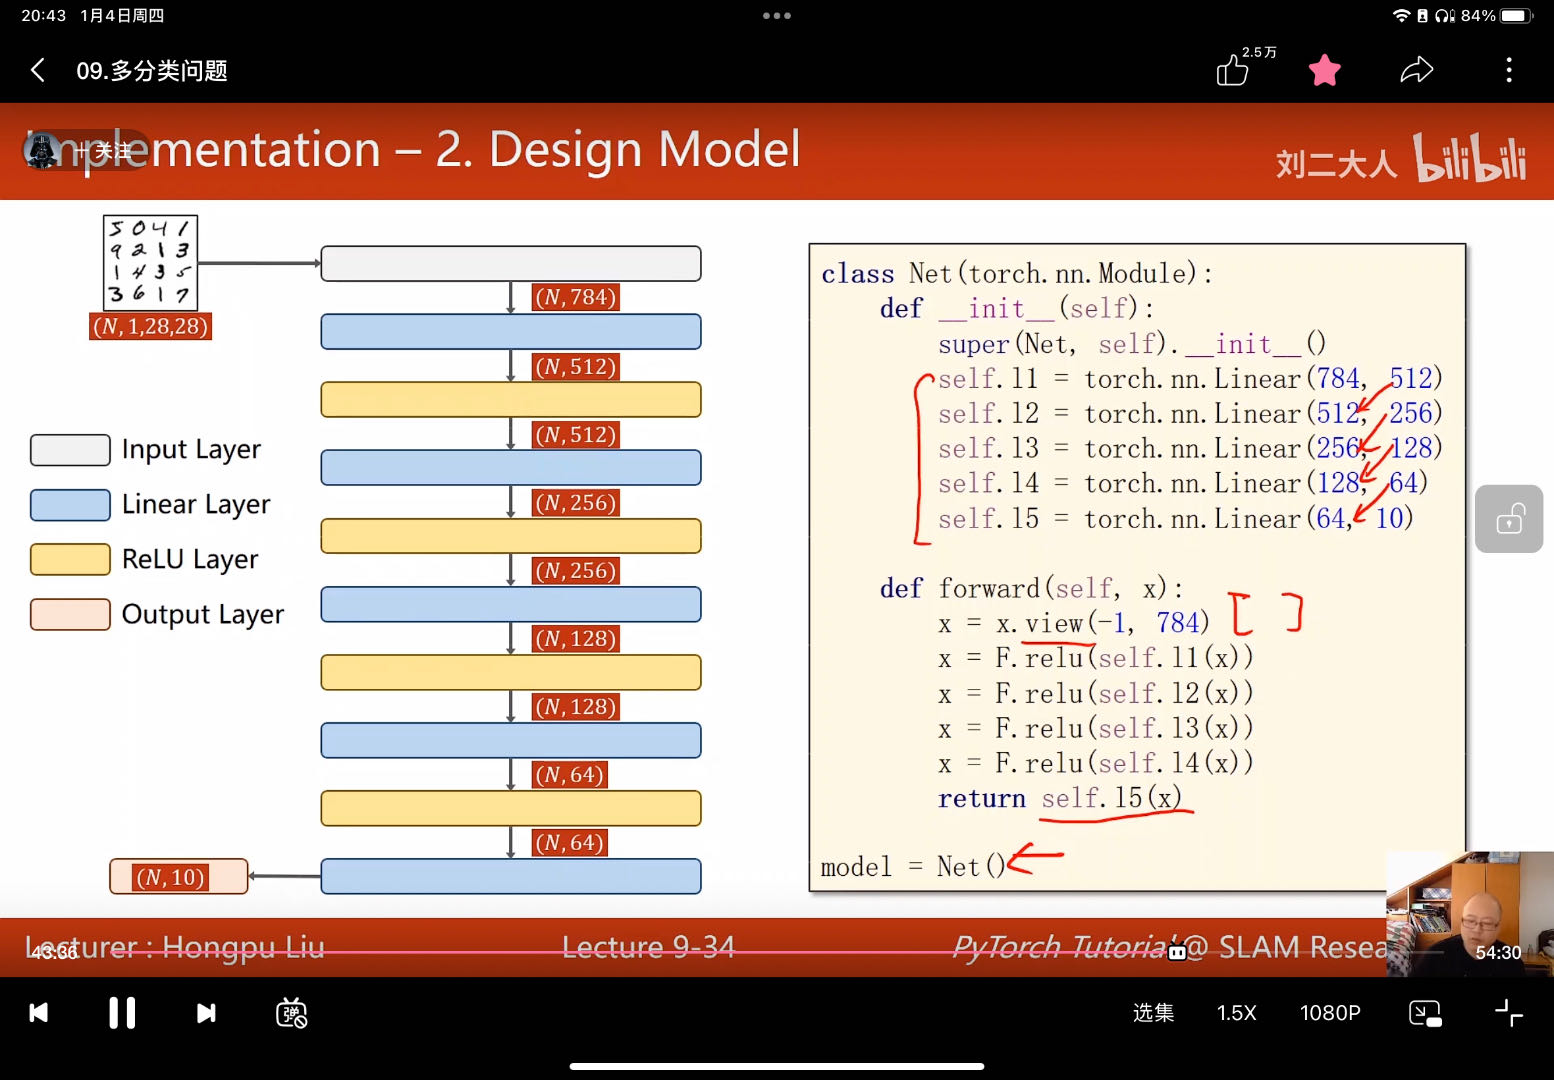 20:43 1月4日周四
84%
09.多分类问题
2.5万
Implementation – 2. Design Model
+ 关注
刘二大人 bilibili
5 0 4 1
9 2 1 3
1 4 3 5
3 6 1 7
(N, 1,28,28)
(N, 784)
(N, 512)
(N, 512)
(N, 256)
(N, 256)
(N, 128)
(N, 128)
(N, 64)
(N, 64)
(N, 10)
Input Layer
Linear Layer
ReLU Layer
Output Layer
class Net(torch.nn.Module):
def __init__(self):
super(Net, self).__init__()
self.l1 = torch.nn.Linear(784, 512)
self.l2 = torch.nn.Linear(512, 256)
self.l3 = torch.nn.Linear(256, 128)
self.l4 = torch.nn.Linear(128, 64)
self.l5 = torch.nn.Linear(64, 10)
def forward(self, x):
x = x.view(-1, 784) [ ]
x = F.relu(self.l1(x))
x = F.relu(self.l2(x))
x = F.relu(self.l3(x))
x = F.relu(self.l4(x))
return self.l5(x)
model = Net()
Lecturer : Hongpu Liu
Lecture 9-34
PyTorch Tutorial @ SLAM Resea
43:36
54:30
弹
选集
1.5X
1080P